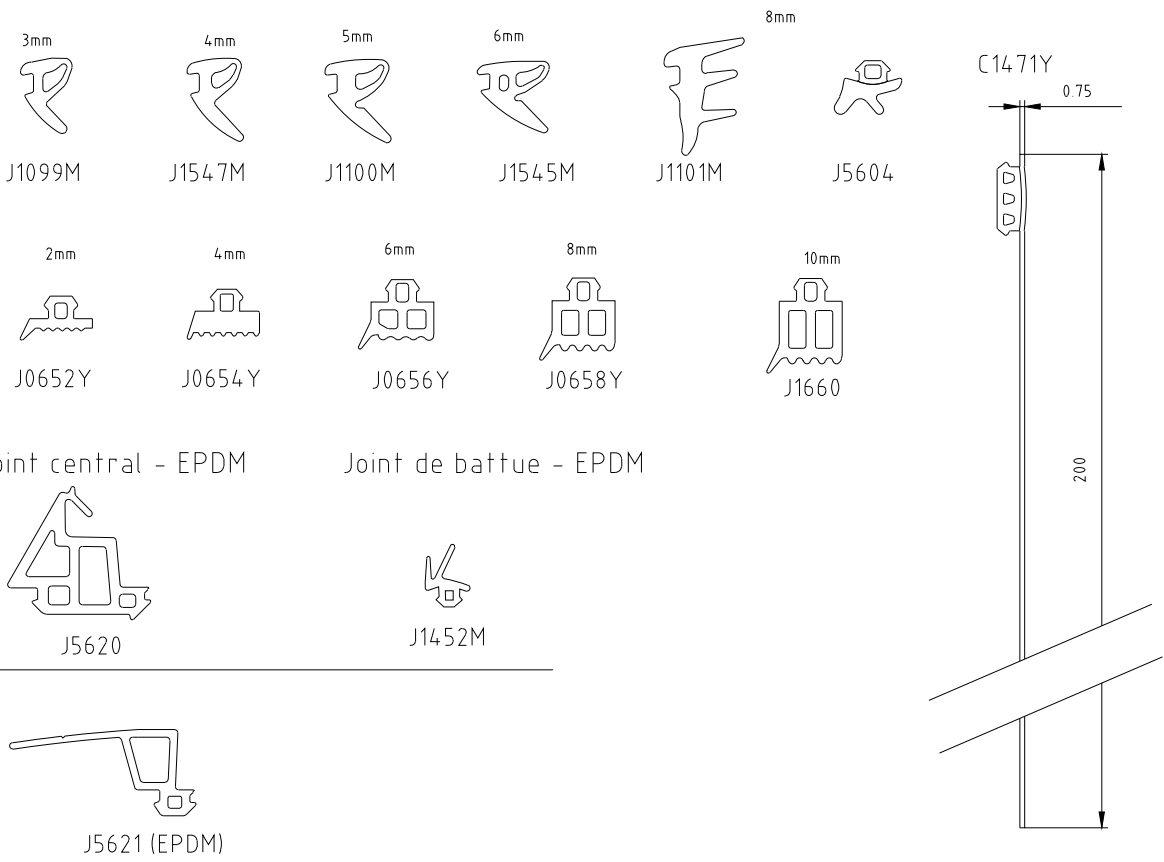 3mm 4mm 5mm 6mm 8mm
C1471Y
0.75
J1099M J1547M J1100M J1545M J1101M J5604
2mm 4mm 6mm 8mm 10mm
J0652Y J0654Y J0656Y J0658Y J1660
central - EPDM Joint de battue - EPDM
200
J5620 J1452M
J5621 (EPDM)